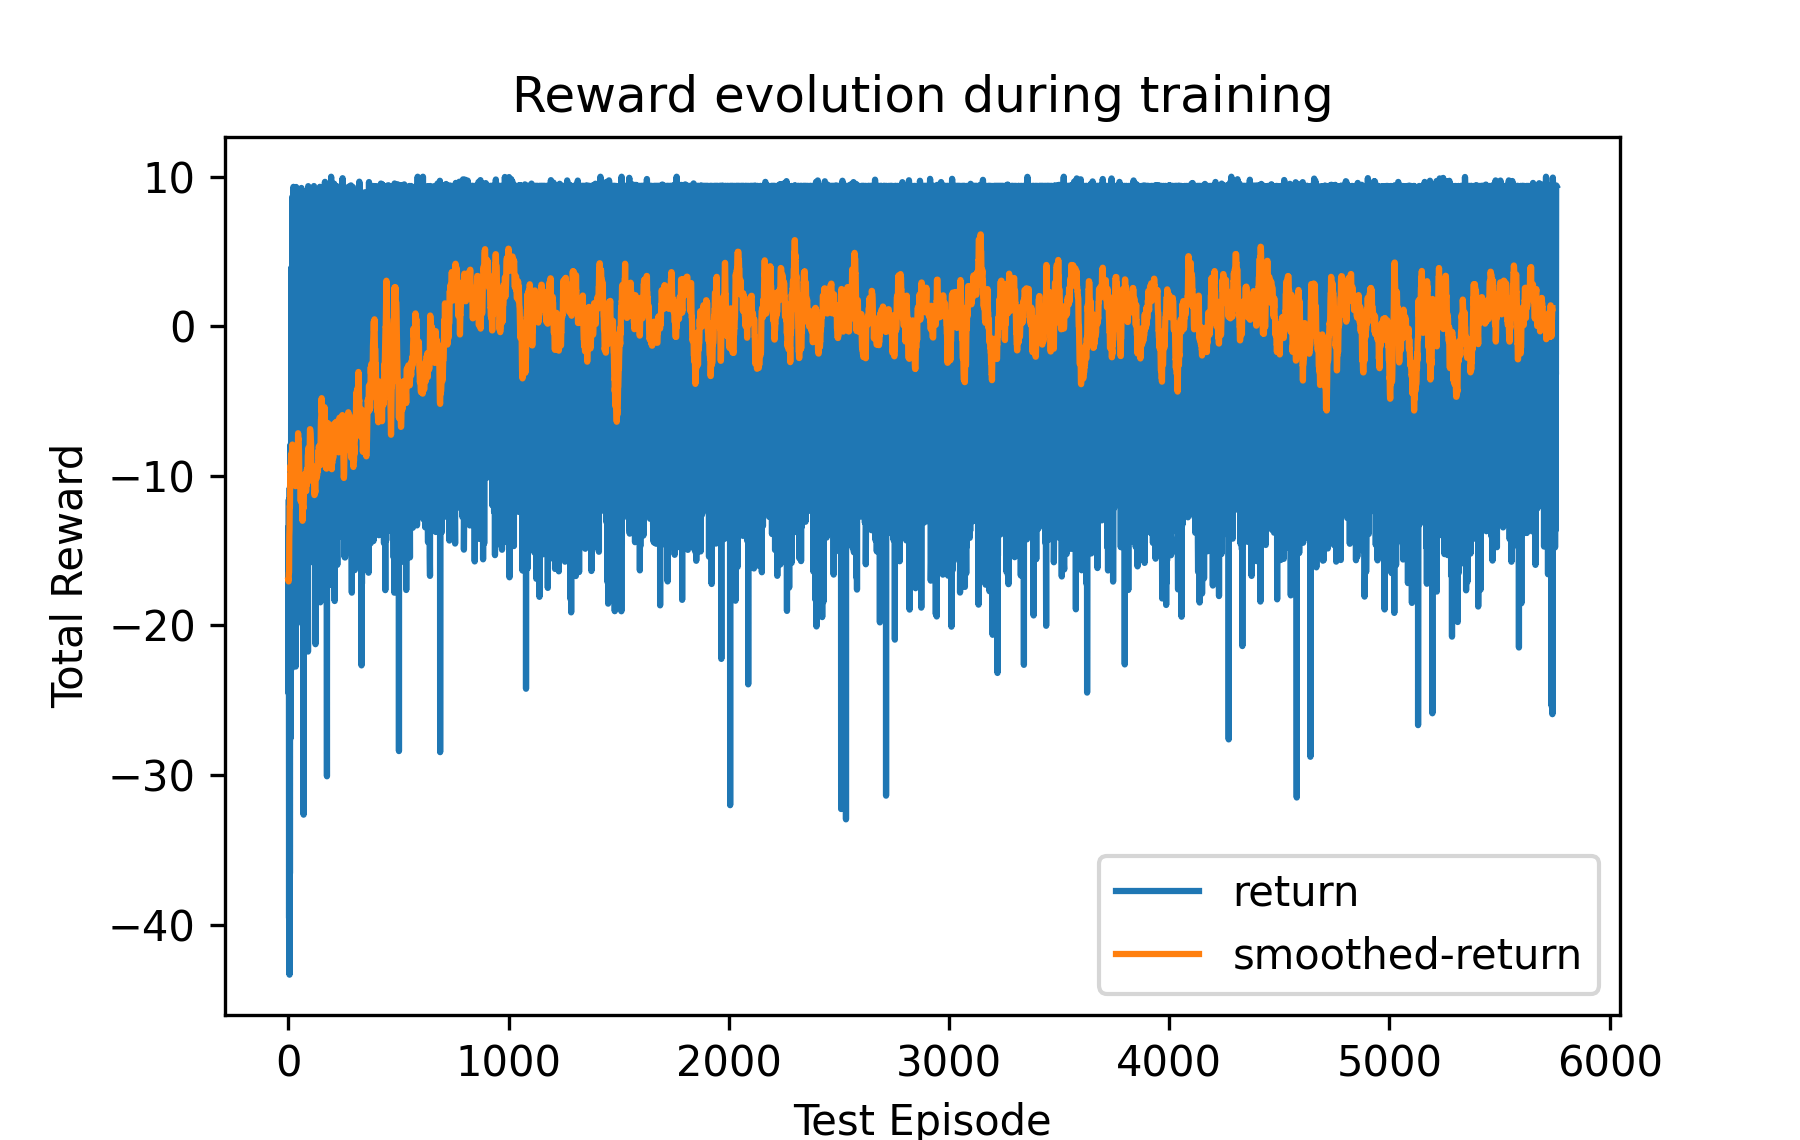 Reward evolution during training
10
0
−10
−20
−30
−40
Total Reward
return
smoothed-return
0 1000 2000 3000 4000 5000 6000
Test Episode